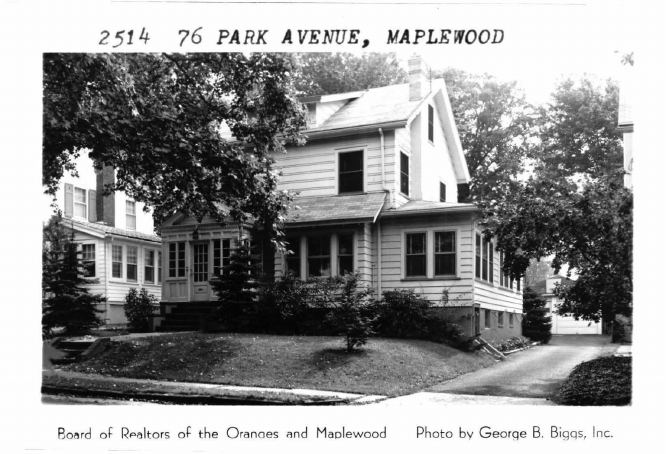 2514 76 PARK AVENUE, MAPLEWOOD
Board of Realtors of the Oranges and Maplewood Photo by George B. Biggs, Inc.